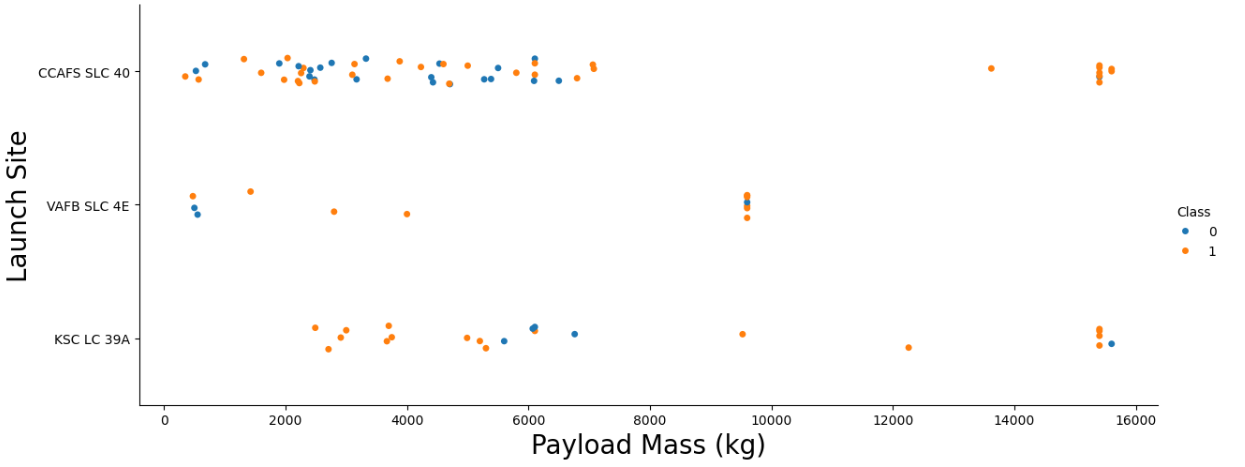 Launch Site
CCAFS SLC 40
VAFB SLC 4E
KSC LC 39A
0 2000 4000 6000 8000 10000 12000 14000 16000
Payload Mass (kg)
Class
0
1